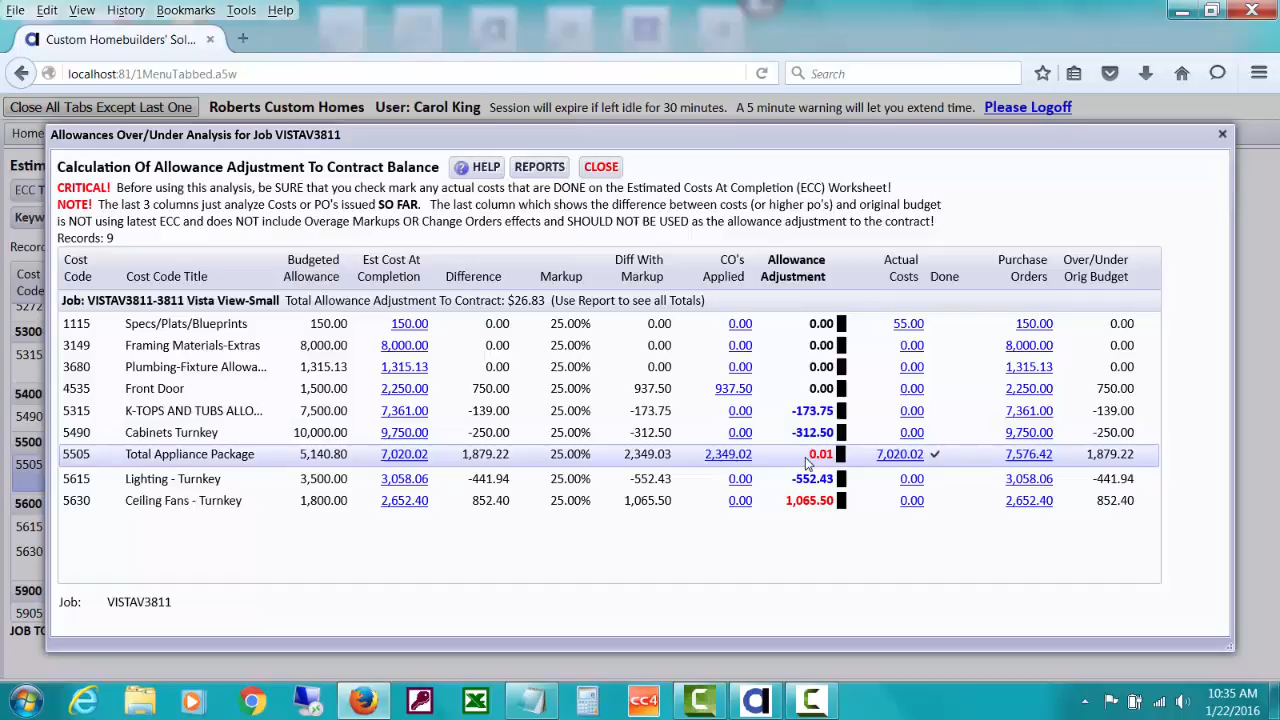 File Edit View History Bookmarks Tools Help
Custom Homebuilders' Sol... × +
localhost:81/1MenuTabbed.a5w Search
Close All Tabs Except Last One Roberts Custom Homes User: Carol King Session will expire if left idle for 30 minutes. A 5 minute warning will let you extend time. Please Logoff
Home
Allowances Over/Under Analysis for Job VISTAV3811
Calculation Of Allowance Adjustment To Contract Balance HELP REPORTS CLOSE
CRITICAL! Before using this analysis, be SURE that you check mark any actual costs that are DONE on the Estimated Costs At Completion (ECC) Worksheet!
NOTE! The last 3 columns just analyze Costs or PO's issued SO FAR. The last column which shows the difference between costs (or higher po's) and original budget
is NOT using latest ECC and does NOT include Overage Markups OR Change Orders effects and SHOULD NOT BE USED as the allowance adjustment to the contract!
Records: 9
Cost Budgeted Est Cost At Diff With CO's Allowance Actual Purchase Over/Under
Code Cost Code Title Allowance Completion Difference Markup Markup Applied Adjustment Costs Done Orders Orig Budget
Job: VISTAV3811-3811 Vista View-Small Total Allowance Adjustment To Contract: $26.83 (Use Report to see all Totals)
1115 Specs/Plats/Blueprints 150.00 150.00 0.00 25.00% 0.00 0.00 0.00 55.00 150.00 0.00
3149 Framing Materials-Extras 8,000.00 8,000.00 0.00 25.00% 0.00 0.00 0.00 0.00 8,000.00 0.00
3680 Plumbing-Fixture Allowa... 1,315.13 1,315.13 0.00 25.00% 0.00 0.00 0.00 0.00 1,315.13 0.00
4535 Front Door 1,500.00 2,250.00 750.00 25.00% 937.50 937.50 0.00 0.00 2,250.00 750.00
5315 K-TOPS AND TUBS ALLO... 7,500.00 7,361.00 -139.00 25.00% -173.75 0.00 -173.75 0.00 7,361.00 -139.00
5490 Cabinets Turnkey 10,000.00 9,750.00 -250.00 25.00% -312.50 0.00 -312.50 0.00 9,750.00 -250.00
5505 Total Appliance Package 5,140.80 7,020.02 1,879.22 25.00% 2,349.03 2,349.02 0.01 7,020.02 ✓ 7,576.42 1,879.22
5615 Lighting - Turnkey 3,500.00 3,058.06 -441.94 25.00% -552.43 0.00 -552.43 0.00 3,058.06 -441.94
5630 Ceiling Fans - Turnkey 1,800.00 2,652.40 852.40 25.00% 1,065.50 0.00 1,065.50 0.00 2,652.40 852.40
Job: VISTAV3811
Estim
ECC T
Keyw
Recor
Cost
Code
5272
5300
5315
5400
5490
5500
5505
5600
5615
5630
5900
5905
JOB TO
CC4
10:35 AM
1/22/2016